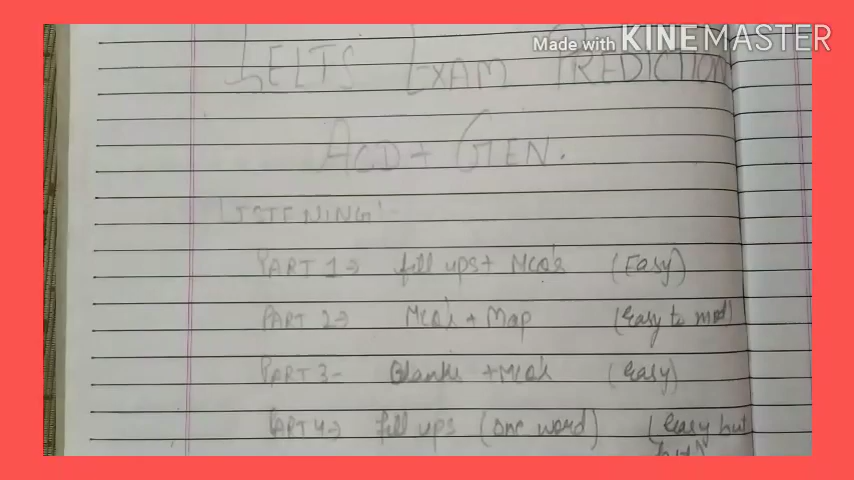 Made with KINEMASTER
IELTS EXAM PREDICTION
ACD + GEN.
LISTENING :-
PART 1 → fill ups + MCQ's (Easy)
PART 2 → MCQ's + Map (Easy to mod)
PART 3 - Blanks + MCQ's (Easy)
PART 4 → fill ups (one word) (Easy but